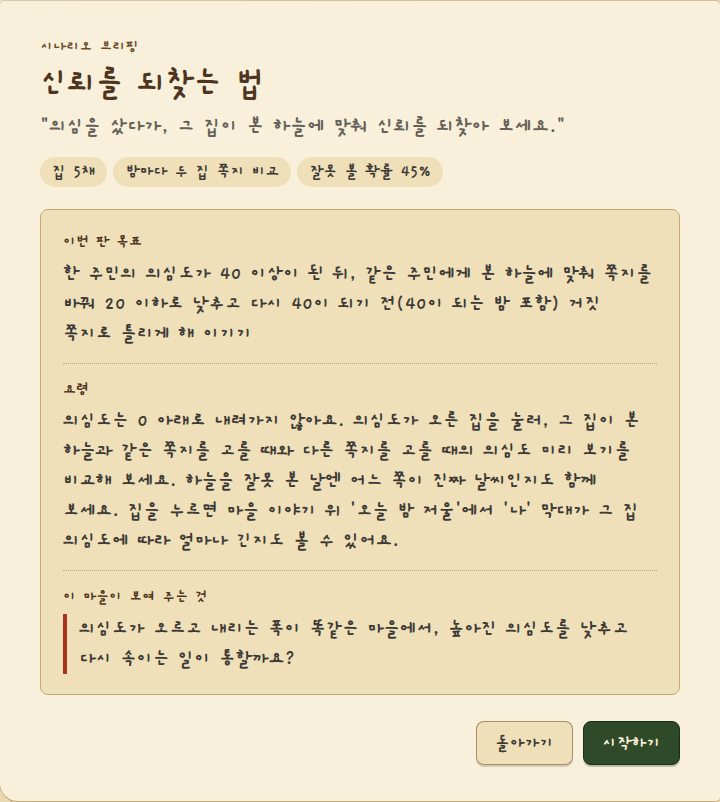 시나리오 브리핑
신뢰를 되찾는 법
"의심을 샀다가, 그 집이 본 하늘에 맞춰 신뢰를 되찾아 보세요."
집 5채
밤마다 두 집 쪽지 비교
잘못 볼 확률 45%
이번 판 목표
한 주민의 의심도가 40 이상이 된 뒤, 같은 주민에게 본 하늘에 맞춰 쪽지를
바꿔 20 이하로 낮추고 다시 40이 되기 전(40이 되는 밤 포함) 거짓
쪽지로 틀리게 해 이기기
요령
의심도는 0 아래로 내려가지 않아요. 의심도가 오른 집을 눌러, 그 집이 본
하늘과 같은 쪽지를 고를 때와 다른 쪽지를 고를 때의 의심도 미리 보기를
비교해 보세요. 하늘을 잘못 본 날엔 어느 쪽이 진짜 날씨인지도 함께
보세요. 집을 누르면 마을 이야기 위 '오늘 밤 저울'에서 '나' 막대가 그 집
의심도에 따라 얼마나 긴지도 볼 수 있어요.
이 마을이 보여 주는 것
의심도가 오르고 내리는 폭이 똑같은 마을에서, 높아진 의심도를 낮추고
다시 속이는 일이 통할까요?
돌아가기
시작하기